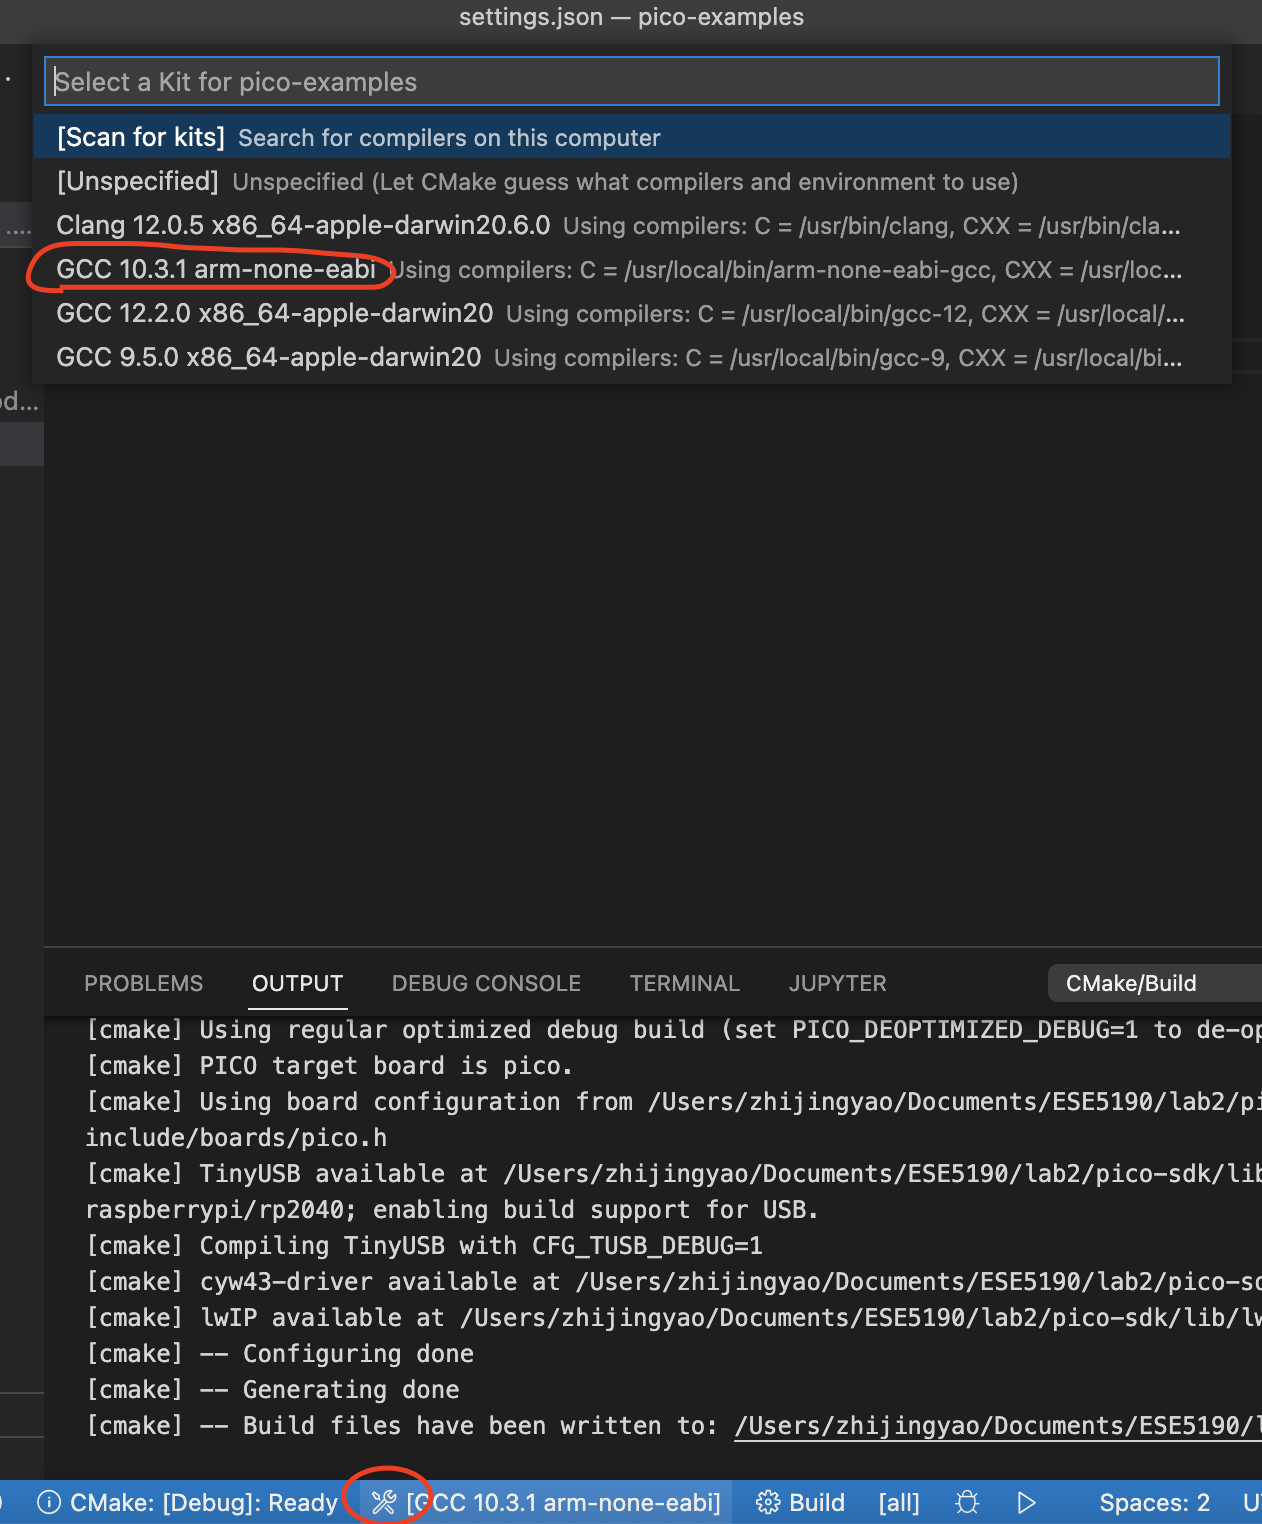 settings.json — pico-examples
Select a Kit for pico-examples
[Scan for kits] Search for compilers on this computer
[Unspecified] Unspecified (Let CMake guess what compilers and environment to use)
Clang 12.0.5 x86_64-apple-darwin20.6.0 Using compilers: C = /usr/bin/clang, CXX = /usr/bin/cla...
GCC 10.3.1 arm-none-eabi Using compilers: C = /usr/local/bin/arm-none-eabi-gcc, CXX = /usr/loc...
GCC 12.2.0 x86_64-apple-darwin20 Using compilers: C = /usr/local/bin/gcc-12, CXX = /usr/local/...
GCC 9.5.0 x86_64-apple-darwin20 Using compilers: C = /usr/local/bin/gcc-9, CXX = /usr/local/bi...
PROBLEMS OUTPUT DEBUG CONSOLE TERMINAL JUPYTER CMake/Build
[cmake] Using regular optimized debug build (set PICO_DEOPTIMIZED_DEBUG=1 to de-op
[cmake] PICO target board is pico.
[cmake] Using board configuration from /Users/zhijingyao/Documents/ESE5190/lab2/pi
include/boards/pico.h
[cmake] TinyUSB available at /Users/zhijingyao/Documents/ESE5190/lab2/pico-sdk/lib
raspberrypi/rp2040; enabling build support for USB.
[cmake] Compiling TinyUSB with CFG_TUSB_DEBUG=1
[cmake] cyw43-driver available at /Users/zhijingyao/Documents/ESE5190/lab2/pico-sd
[cmake] lwIP available at /Users/zhijingyao/Documents/ESE5190/lab2/pico-sdk/lib/lw
[cmake] -- Configuring done
[cmake] -- Generating done
[cmake] -- Build files have been written to: /Users/zhijingyao/Documents/ESE5190/l
CMake: [Debug]: Ready [GCC 10.3.1 arm-none-eabi] Build [all] Spaces: 2